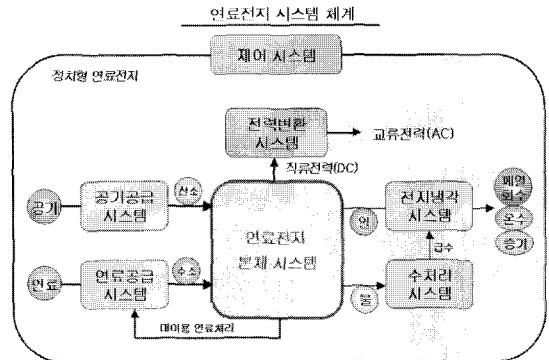 연료전지 시스템 체계
제어 시스템
정치형 연료전지
전력변환
시스템
교류전력(AC)
직류전력(DC)
공기
공기공급
시스템
산소
연료전지
본체 시스템
열
전지냉각
시스템
폐열
회수
온수
증기
급수
연료
연료공급
시스템
수소
물
수처리
시스템
미이용 연료처리